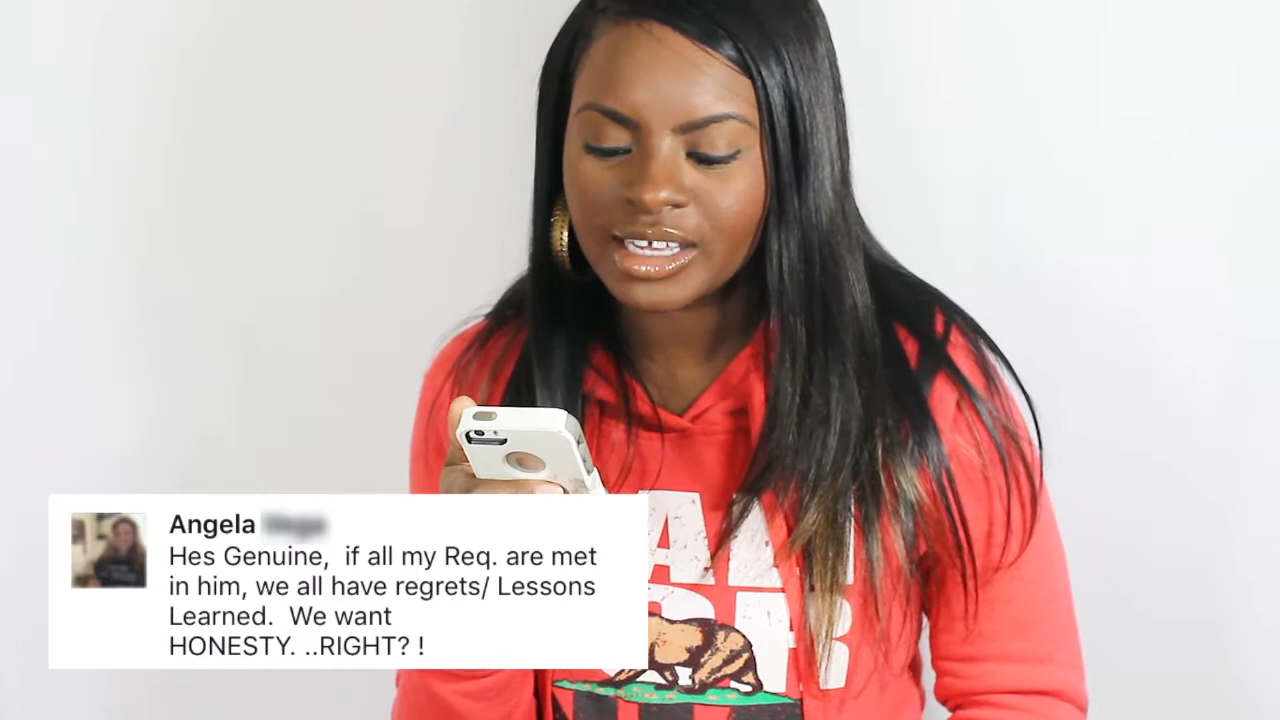 Angela
Hes Genuine,  if all my Req. are met
in him, we all have regrets/ Lessons
Learned.  We want
HONESTY. ..RIGHT? !